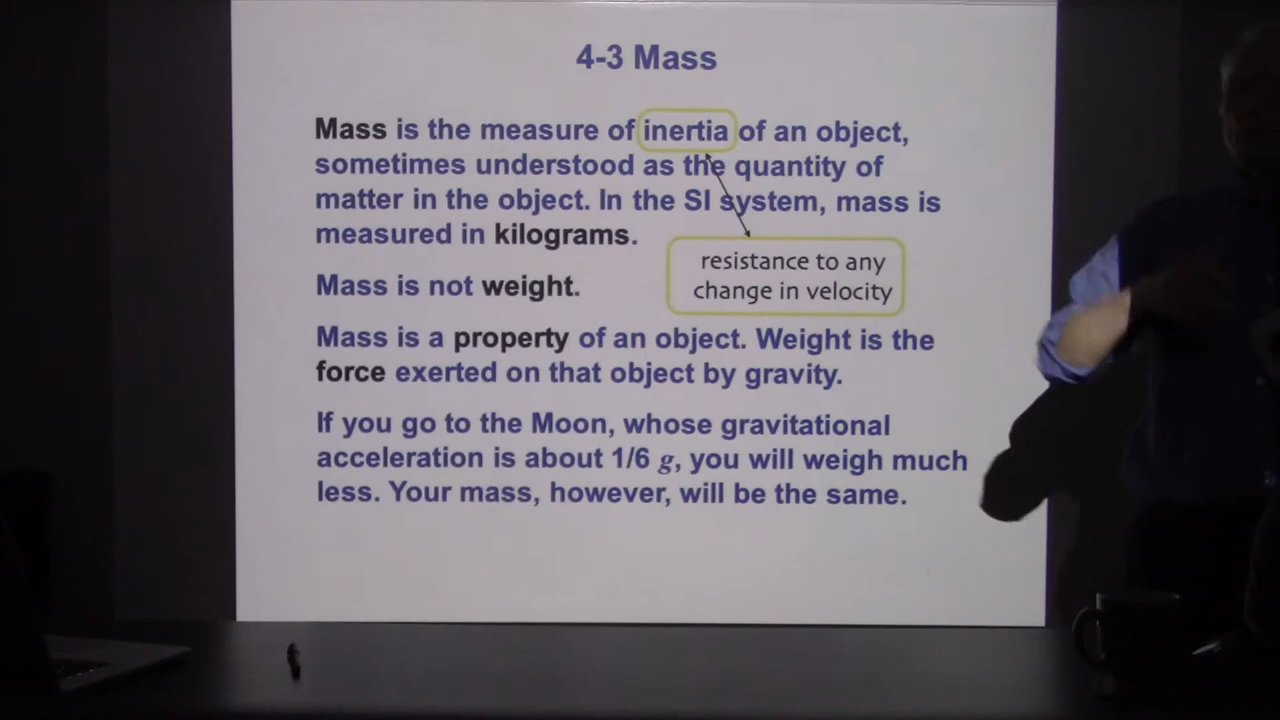 4-3 Mass
Mass is the measure of inertia of an object,
sometimes understood as the quantity of
matter in the object. In the SI system, mass is
measured in kilograms.
resistance to any
change in velocity
Mass is not weight.
Mass is a property of an object. Weight is the
force exerted on that object by gravity.
If you go to the Moon, whose gravitational
acceleration is about 1/6 g, you will weigh much
less. Your mass, however, will be the same.